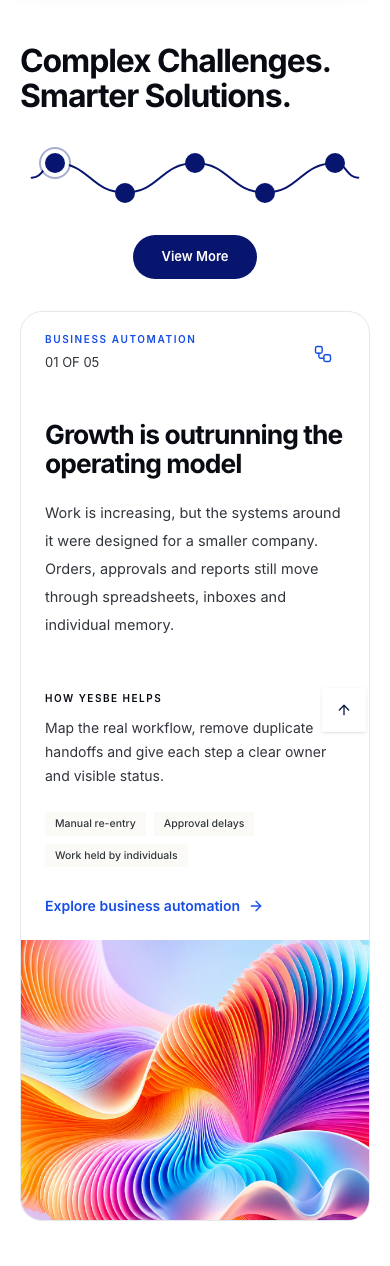 Complex Challenges.
Smarter Solutions.
View More
BUSINESS AUTOMATION
01 OF 05
Growth is outrunning the
operating model
Work is increasing, but the systems around
it were designed for a smaller company.
Orders, approvals and reports still move
through spreadsheets, inboxes and
individual memory.
HOW YESBE HELPS
Map the real workflow, remove duplicate
handoffs and give each step a clear owner
and visible status.
Manual re-entry
Approval delays
Work held by individuals
Explore business automation